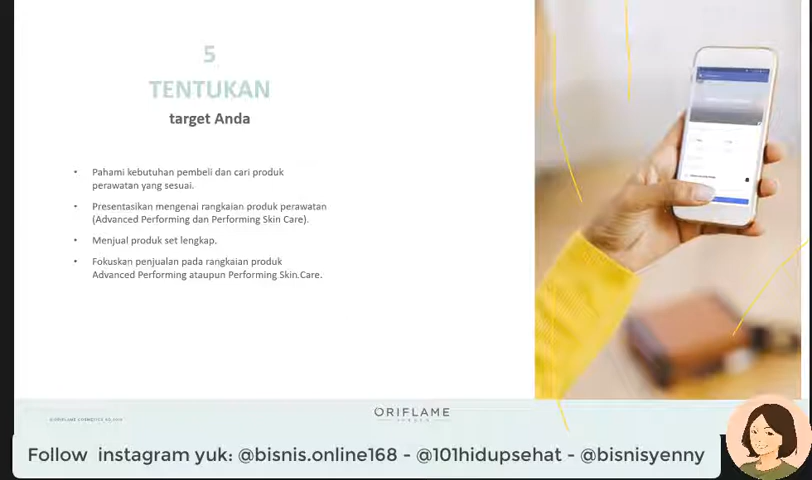 5
TENTUKAN
target Anda
• Pahami kebutuhan pembeli dan cari produk
perawatan yang sesuai.
• Presentasikan mengenai rangkaian produk perawatan
(Advanced Performing dan Performing Skin Care).
• Menjual produk set lengkap.
• Fokuskan penjualan pada rangkaian produk
Advanced Performing ataupun Performing Skin Care.
ORIFLAME
SWEDEN
Follow instagram yuk: @bisnis.online168 - @101hidupsehat - @bisnisyenny